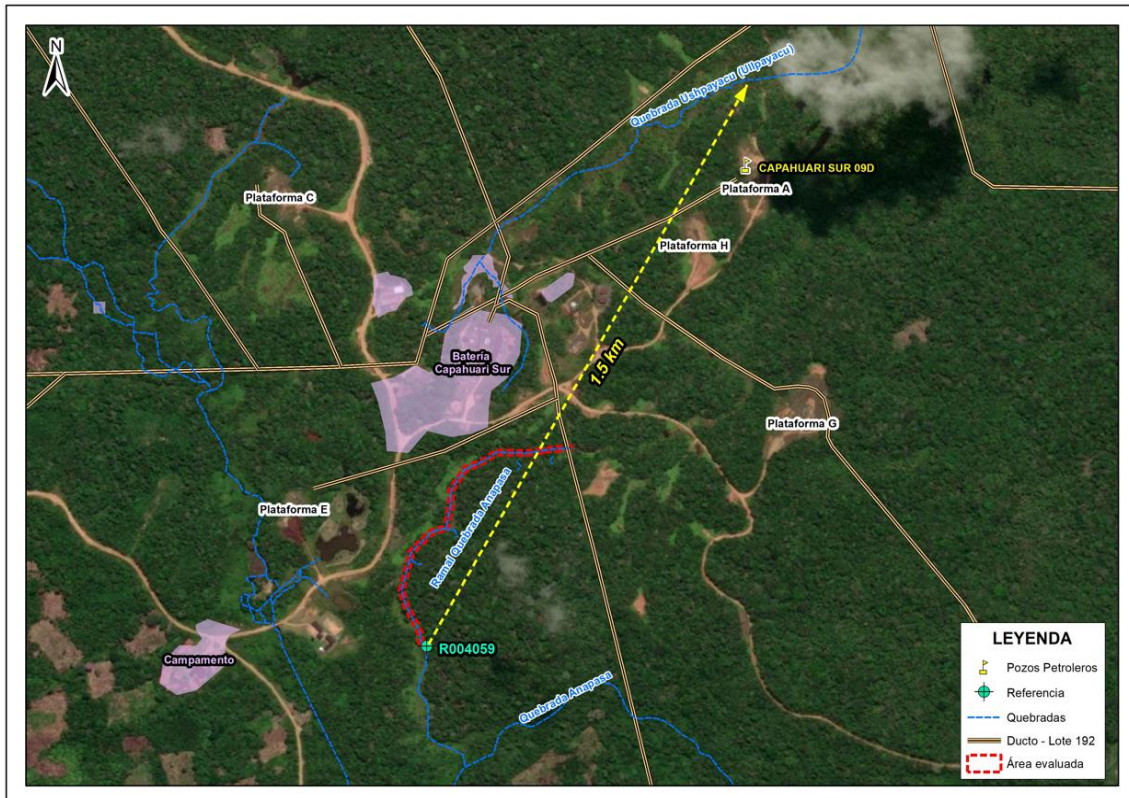 N
Quebrada Ushpayacu (Ullpayacu)
CAPAHUARI SUR 09D
Plataforma A
Plataforma C
Plataforma H
Batería
Capahuari Sur
1.5 km
Plataforma G
Plataforma E
Ramal Quebrada Anapasa
R004059
Campamento
Quebrada Anapasa
LEYENDA
Pozos Petroleros
Referencia
Quebradas
Ducto - Lote 192
Área evaluada